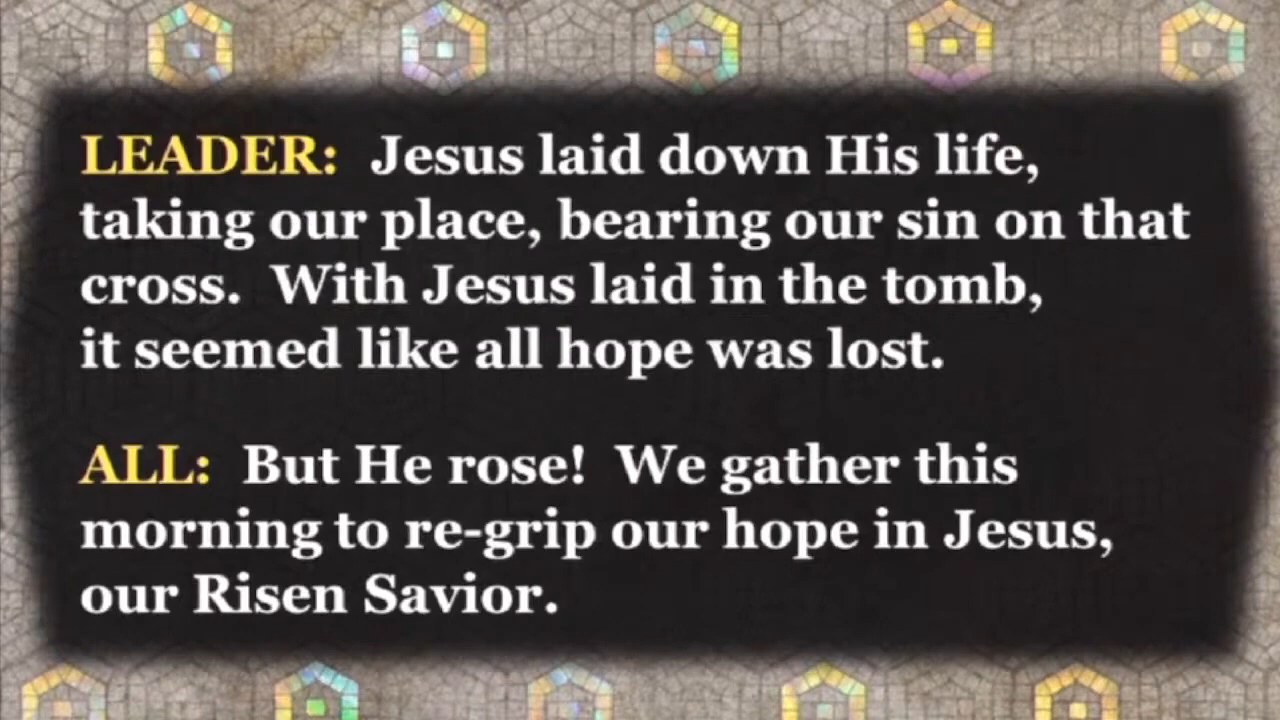 LEADER: Jesus laid down His life,
taking our place, bearing our sin on that
cross. With Jesus laid in the tomb,
it seemed like all hope was lost.
ALL: But He rose! We gather this
morning to re-grip our hope in Jesus,
our Risen Savior.